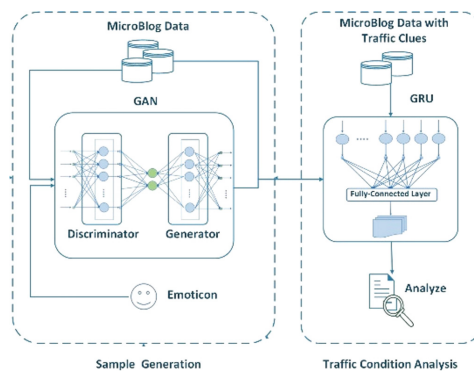 MicroBlog Data
GAN
Discriminator
Generator
Emoticon
Sample Generation
MicroBlog Data with
Traffic Clues
GRU
Fully-Connected Layer
Analyze
Traffic Condition Analysis